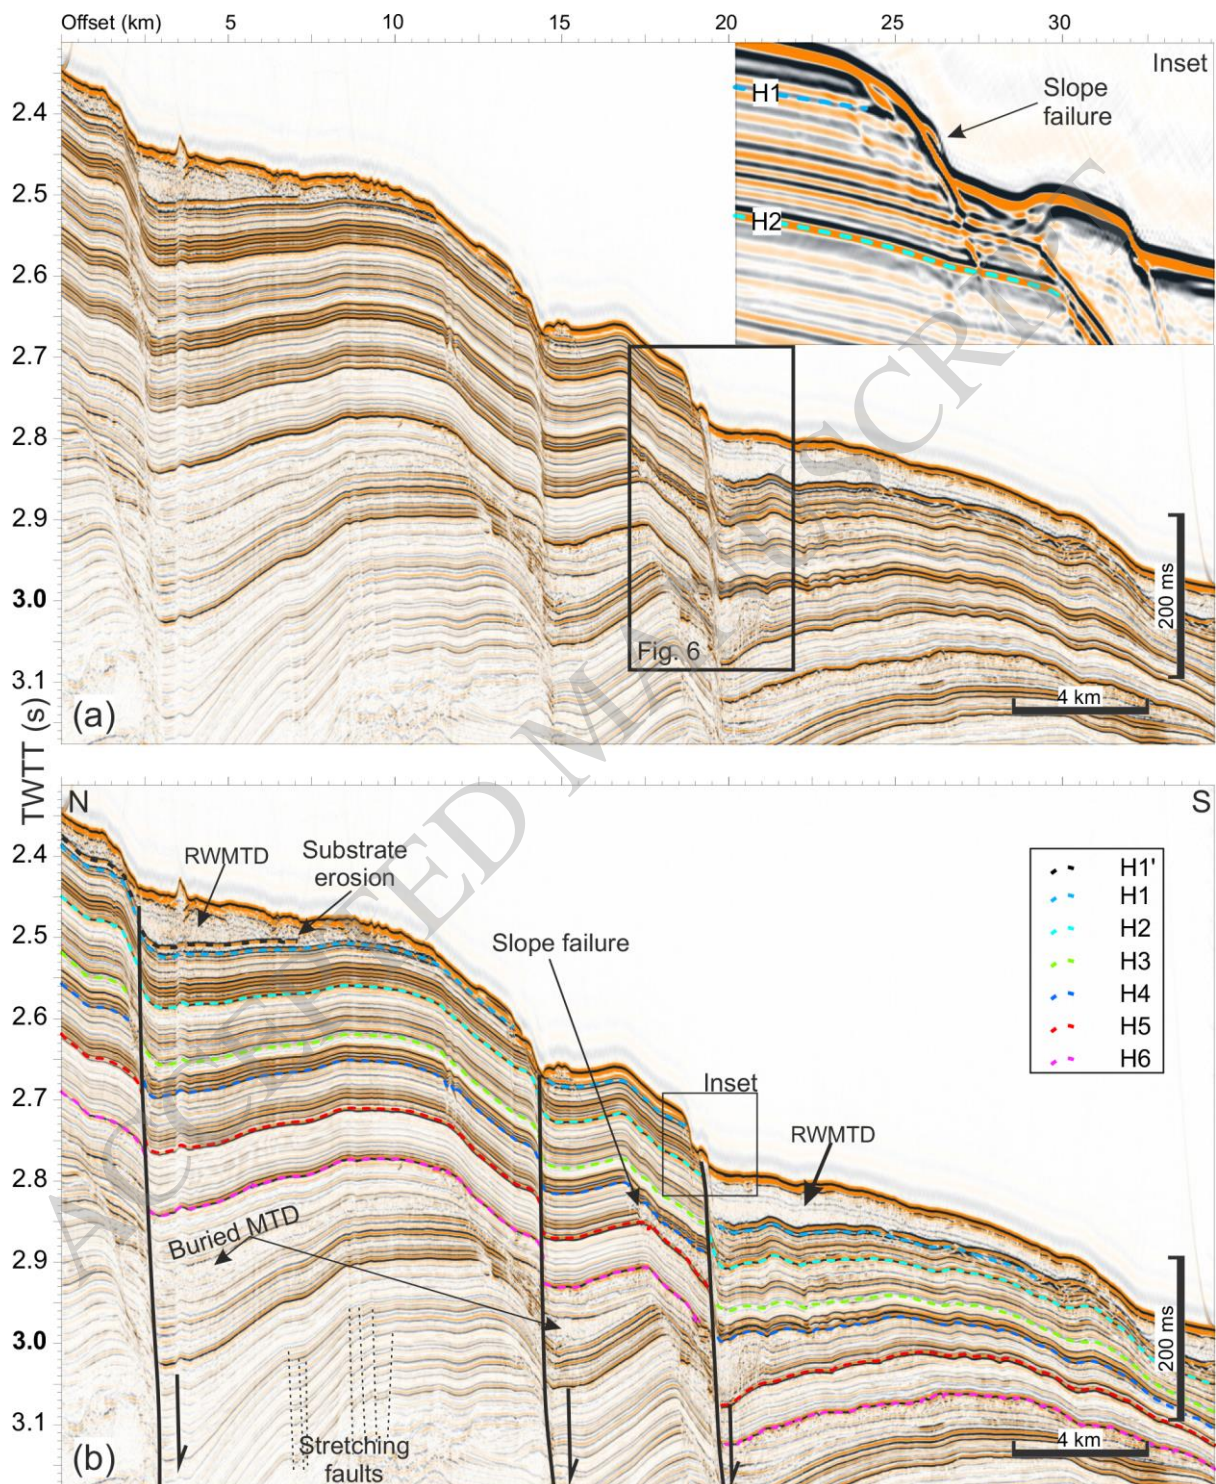 Offset (km) 5 10 15 20 25 30
Inset
H1
Slope
failure
H2
2.4
2.5
2.6
2.7
2.8
2.9
3.0
3.1
200 ms
Fig. 6
4 km
(a)
TWTT (s)
N
S
RWMTD
Substrate
erosion
Slope failure
Inset
RWMTD
H1'
H1
H2
H3
H4
H5
H6
2.4
2.5
2.6
2.7
2.8
2.9
3.0
3.1
Buried MTD
200 ms
Stretching
faults
4 km
(b)
ACCEPTED MANUSCRIPT